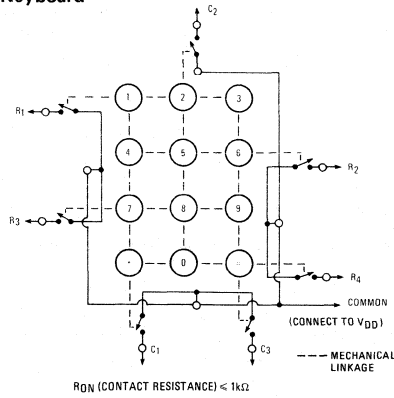 Keyboard
C2
1 2 3
R1
4 5 6
R2
R3
7 8 9
0
R4
COMMON
(CONNECT TO VDD)
C1
C3
MECHANICAL
LINKAGE
RON (CONTACT RESISTANCE) ⩽ 1kΩ